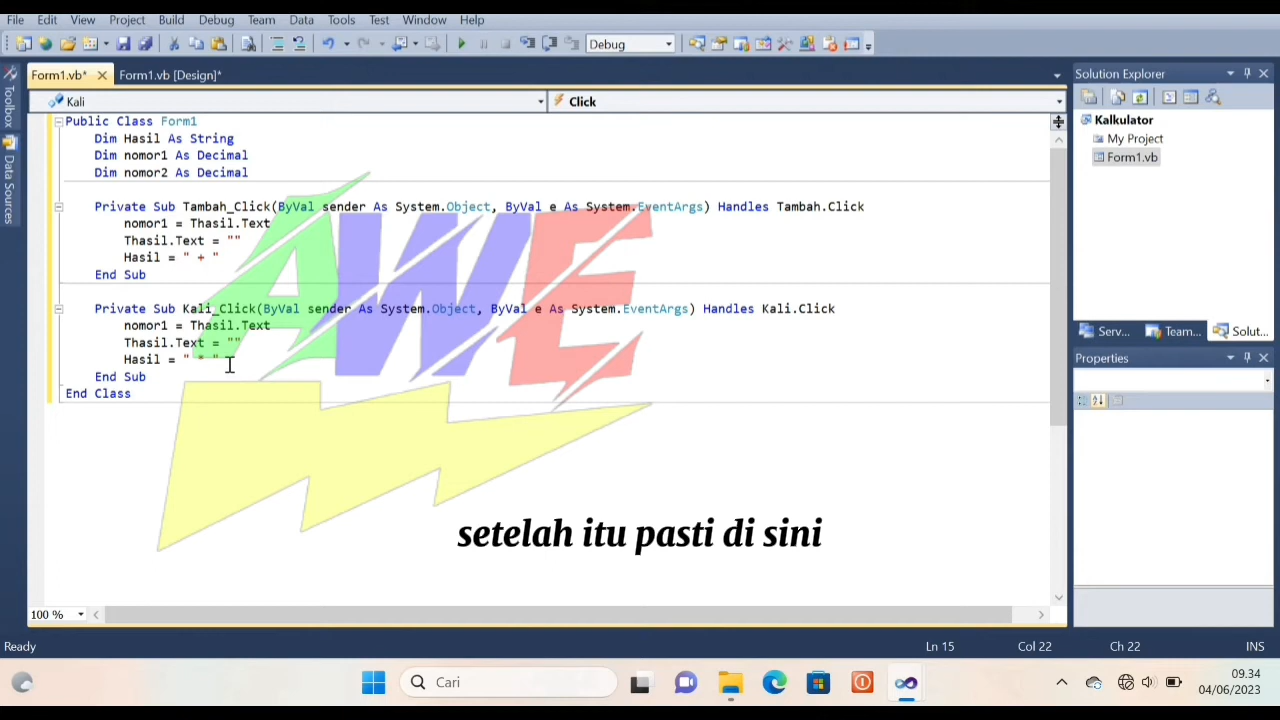 File Edit View Project Build Debug Team Data Tools Test Window Help
Debug
Form1.vb* Form1.vb [Design]*
Kali Click
Toolbox
Data Sources
Public Class Form1
Dim Hasil As String
Dim nomor1 As Decimal
Dim nomor2 As Decimal
Private Sub Tambah_Click(ByVal sender As System.Object, ByVal e As System.EventArgs) Handles Tambah.Click
nomor1 = Thasil.Text
Thasil.Text = ""
Hasil = " + "
End Sub
Private Sub Kali_Click(ByVal sender As System.Object, ByVal e As System.EventArgs) Handles Kali.Click
nomor1 = Thasil.Text
Thasil.Text = ""
Hasil = " * "
End Sub
End Class
AWE
setelah itu pasti di sini
100 %
Solution Explorer
Kalkulator
My Project
Form1.vb
Serv... Team... Solut...
Properties
Ready Ln 15 Col 22 Ch 22 INS
Cari
09.34
04/06/2023